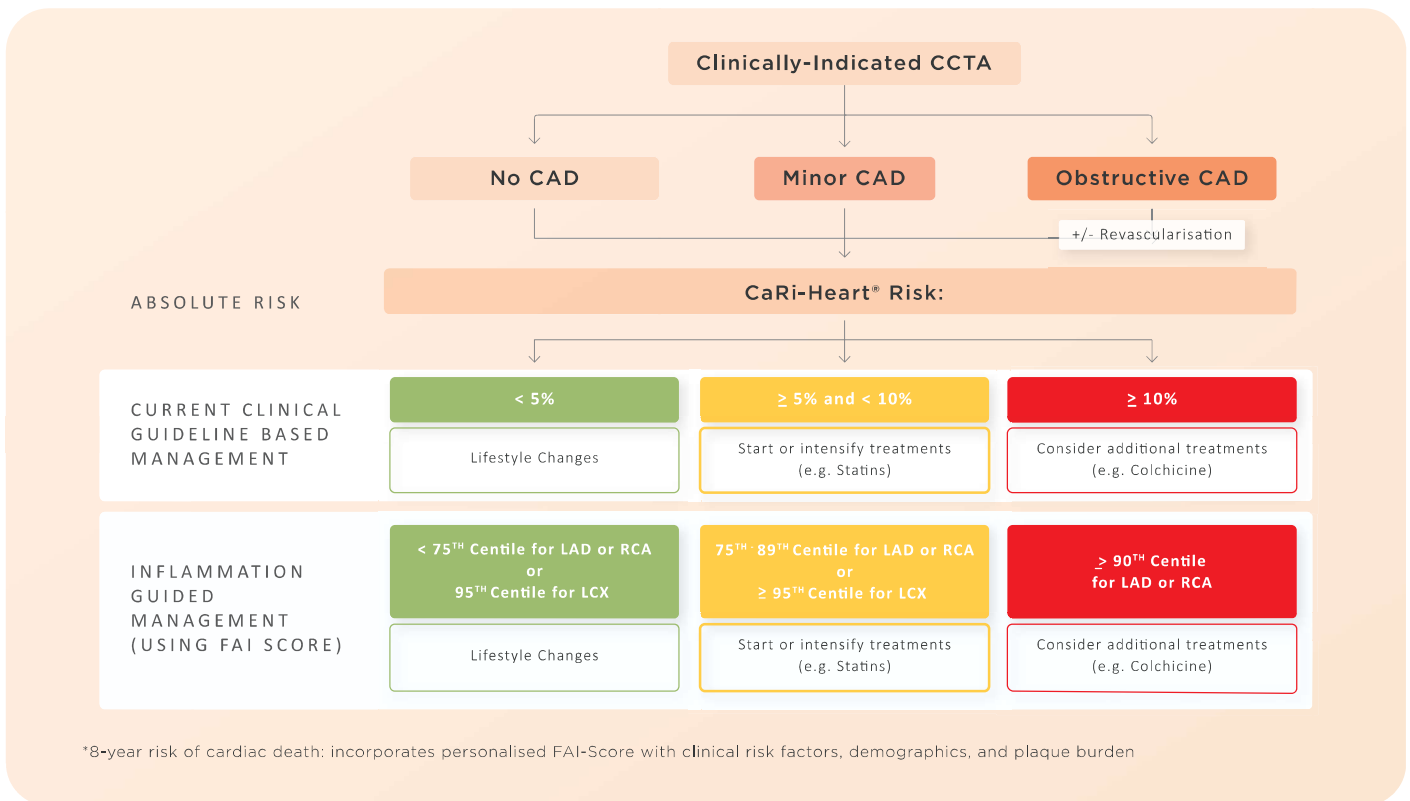 Clinically-Indicated CCTA
No CAD
Minor CAD
Obstructive CAD
+/- Revascularisation
ABSOLUTE RISK
CaRi-Heart® Risk:
CURRENT CLINICAL
GUIDELINE BASED
MANAGEMENT
< 5%
≥ 5% and < 10%
≥ 10%
Lifestyle Changes
Start or intensify treatments
(e.g. Statins)
Consider additional treatments
(e.g. Colchicine)
INFLAMMATION
GUIDED
MANAGEMENT
(USING FAI SCORE)
< 75TH Centile for LAD or RCA
or
95TH Centile for LCX
75TH - 89TH Centile for LAD or RCA
or
≥ 95TH Centile for LCX
≥ 90TH Centile
for LAD or RCA
Lifestyle Changes
Start or intensify treatments
(e.g. Statins)
Consider additional treatments
(e.g. Colchicine)
*8-year risk of cardiac death: incorporates personalised FAI-Score with clinical risk factors, demographics, and plaque burden